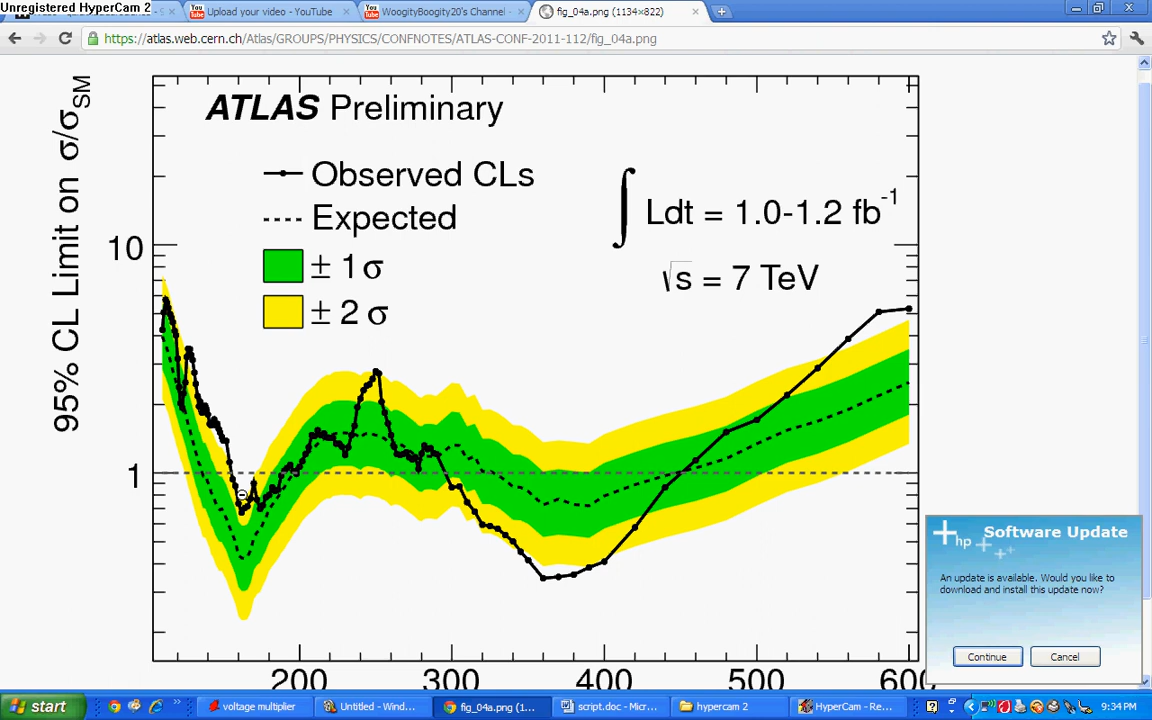 Unregistered HyperCam 2
Upload your video - YouTube
WoogityBoogity20's Channel -
fig_04a.png (1134×822)
https://atlas.web.cern.ch/Atlas/GROUPS/PHYSICS/CONFNOTES/ATLAS-CONF-2011-112/fig_04a.png
95% CL Limit on σ/σSM
ATLAS Preliminary
Observed CLs
Expected
± 1 σ
± 2 σ
∫ Ldt = 1.0-1.2 fb-1
√s = 7 TeV
10
1
200 300 400 500 600
hp Software Update
An update is available. Would you like to
download and install this update now?
Continue Cancel
start
voltage multiplier
Untitled - Wind...
fig_04a.png (1...
script.doc - Micr...
hypercam 2
HyperCam - Re...
9:34 PM